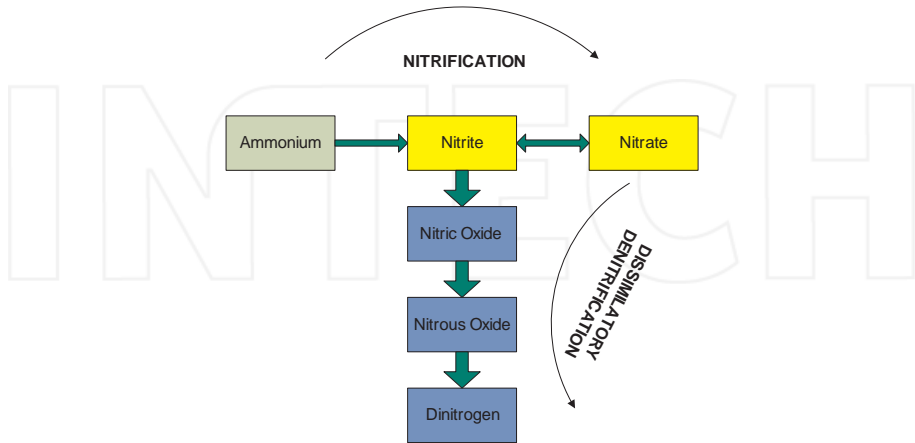 NITRIFICATION
INTECH
Ammonium
Nitrite
Nitrate
Nitric Oxide
Nitrous Oxide
Dinitrogen
DISSIMILATORY
DENITRIFICATION